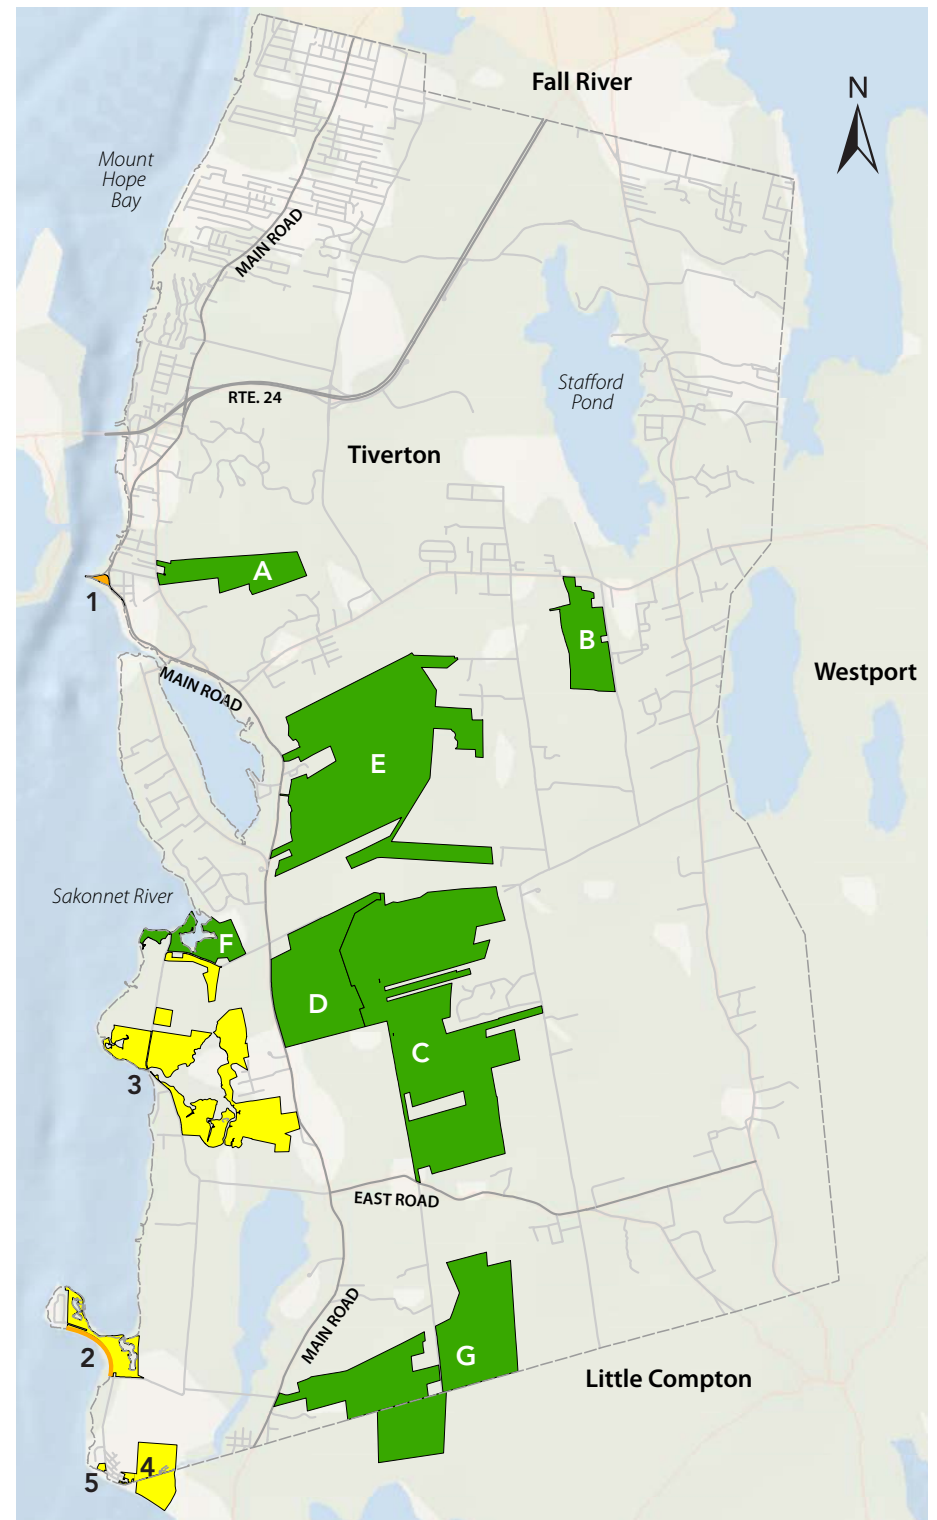 Fall River
N
Mount
Hope
Bay
MAIN ROAD
Stafford
Pond
RTE. 24
Tiverton
A
1
B
Westport
MAIN ROAD
E
Sakonnet River
F
D
C
3
EAST ROAD
MAIN ROAD
2
G
Little Compton
4
5